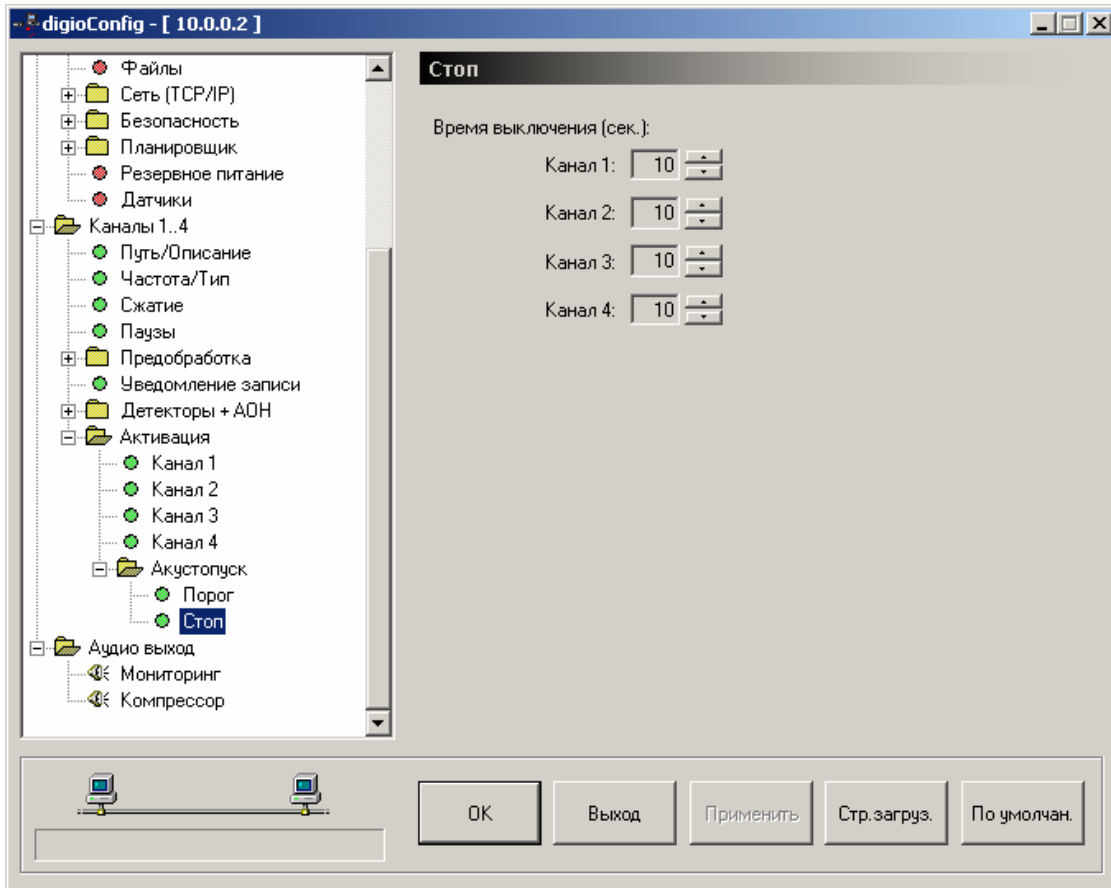 digioConfig - [ 10.0.0.2 ]
Файлы
Сеть (TCP/IP)
Безопасность
Планировщик
Резервное питание
Датчики
Каналы 1..4
Путь/Описание
Частота/Тип
Сжатие
Паузы
Предобработка
Уведомление записи
Детекторы + АОН
Активация
Канал 1
Канал 2
Канал 3
Канал 4
Акустопуск
Порог
Стоп
Аудио выход
Мониторинг
Компрессор
Стоп
Время выключения (сек.):
Канал 1: 10
Канал 2: 10
Канал 3: 10
Канал 4: 10
OK
Выход
Применить
Стр.загруз.
По умолчан.